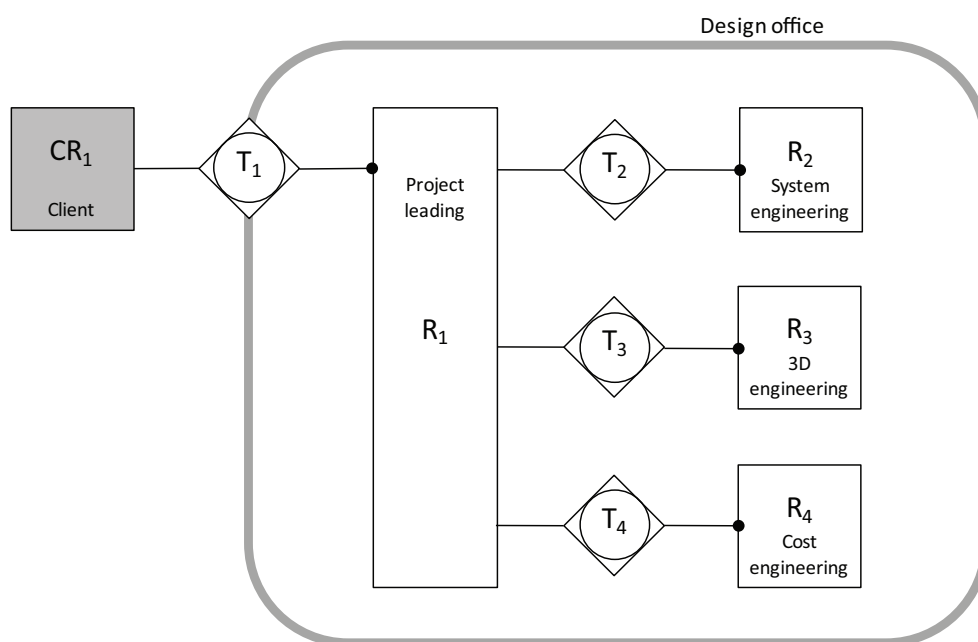 Design office
CR₁
Client
T₁
Project
leading
R₁
T₂
R₂
System
engineering
T₃
R₃
3D
engineering
T₄
R₄
Cost
engineering